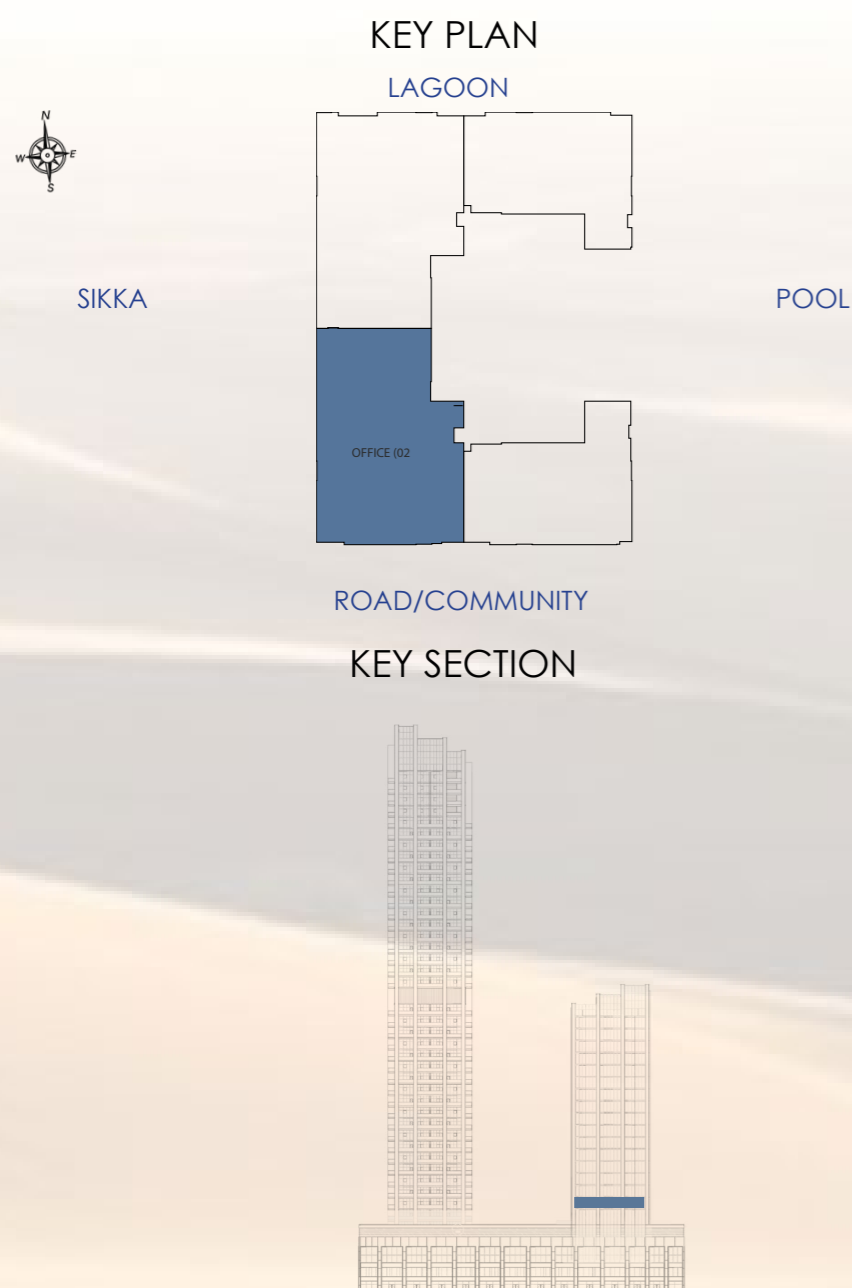 KEY PLAN
LAGOON
N
W E
S
SIKKA
POOL
OFFICE (02
ROAD/COMMUNITY
KEY SECTION